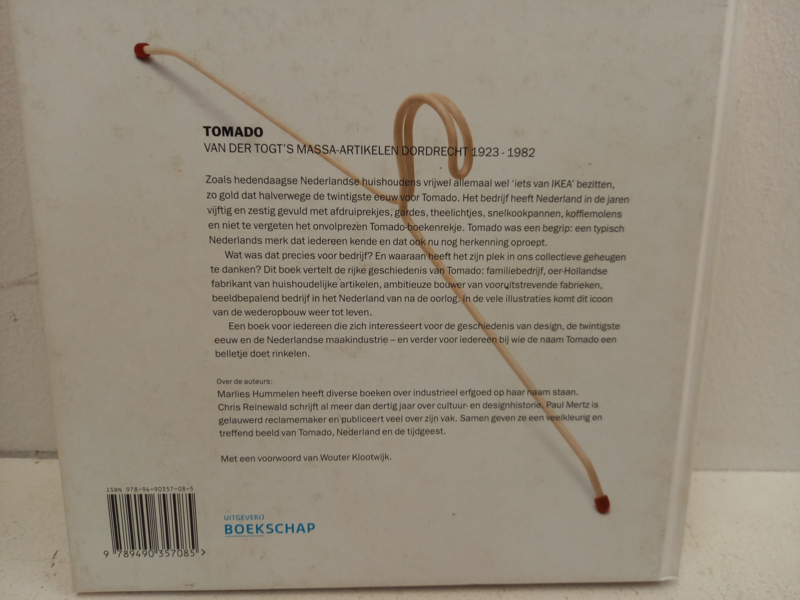 TOMADO
VAN DER TOGT'S MASSA-ARTIKELEN DORDRECHT 1923 - 1982
Zoals hedendaagse Nederlandse huishoudens vrijwel allemaal wel 'iets van IKEA' bezitten,
zo gold dat halverwege de twintigste eeuw voor Tomado. Het bedrijf heeft Nederland in de jaren
vijftig en zestig gevuld met afdruiprekjes, gardes, theelichtjes, snelkookpannen, koffiemolens
en niet te vergeten het onvolprezen Tomado-boekenrekje. Tomado was een begrip: een typisch
Nederlands merk dat iedereen kende en dat ook nu nog herkenning oproept.
Wat was dat precies voor bedrijf? En waaraan heeft het zijn plek in ons collectieve geheugen
te danken? Dit boek vertelt de rijke geschiedenis van Tomado: familiebedrijf, oer-Hollandse
fabrikant van huishoudelijke artikelen, ambitieuze bouwer van vooruitstrevende fabrieken,
beeldbepalend bedrijf in het Nederland van na de oorlog. In de vele illustraties komt dit icoon
van de wederopbouw weer tot leven.
Een boek voor iedereen die zich interesseert voor de geschiedenis van design, de twintigste
eeuw en de Nederlandse maakindustrie – en verder voor iedereen bij wie de naam Tomado een
belletje doet rinkelen.
Over de auteurs:
Marlies Hummelen heeft diverse boeken over industrieel erfgoed op haar naam staan.
Chris Reinewald schrijft al meer dan dertig jaar over cultuur- en designhistorie. Paul Mertz is
gelauwerd reclamemaker en publiceert veel over zijn vak. Samen geven ze een veelkleurig en
treffend beeld van Tomado, Nederland en de tijdgeest.
Met een voorwoord van Wouter Klootwijk.
ISBN 978-94-90357-08-5
9 789490 357085 >
UITGEVERIJ
BOEKSCHAP